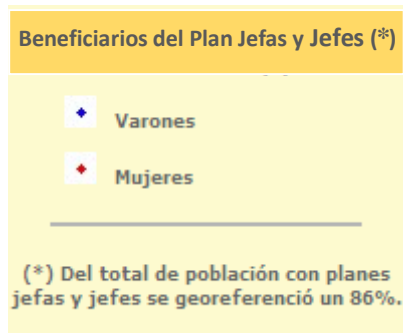 Beneficiarios del Plan Jefas y Jefes (*)
Varones
Mujeres
(*) Del total de población con planes
jefas y jefes se georeferenció un 86%.